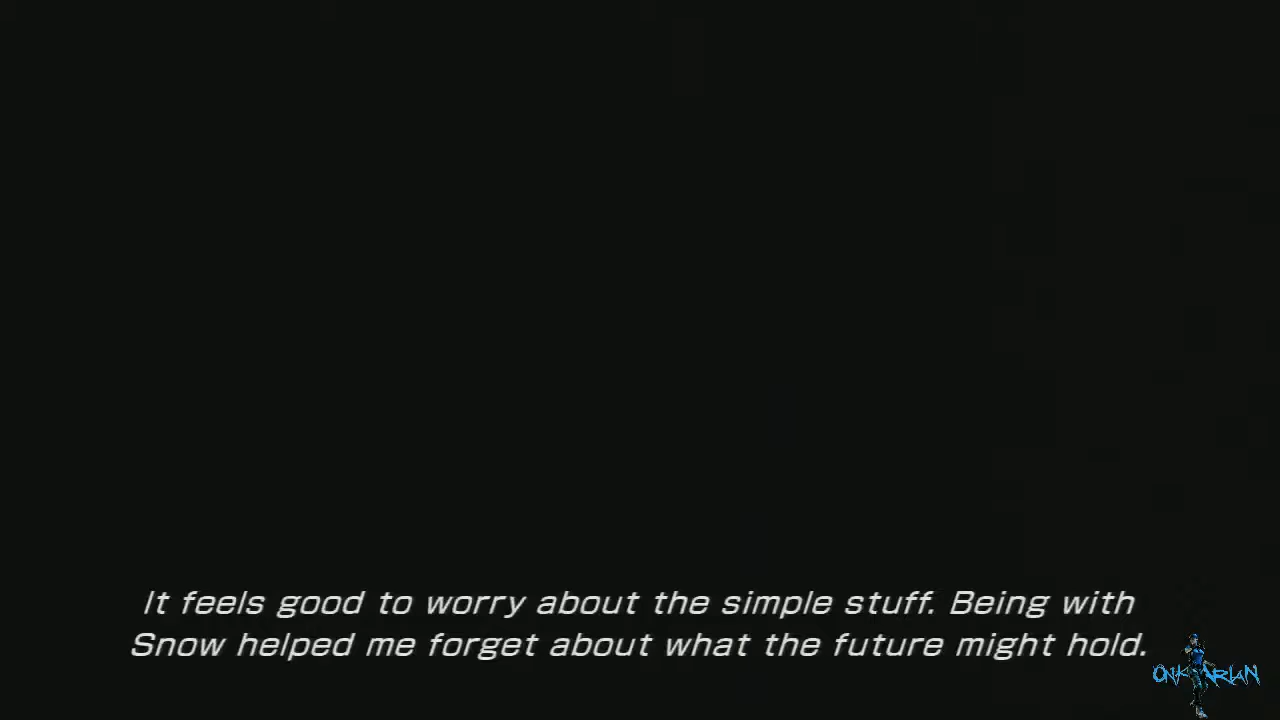 It feels good to worry about the simple stuff. Being with
Snow helped me forget about what the future might hold.